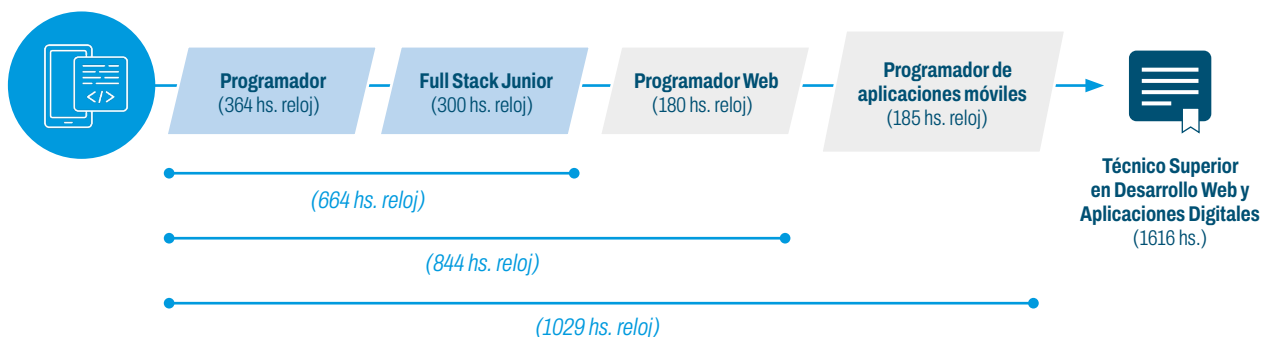 </>
Programador
(364 hs. reloj)
Full Stack Junior
(300 hs. reloj)
Programador Web
(180 hs. reloj)
Programador de
aplicaciones móviles
(185 hs. reloj)
(664 hs. reloj)
(844 hs. reloj)
(1029 hs. reloj)
Técnico Superior
en Desarrollo Web y
Aplicaciones Digitales
(1616 hs.)